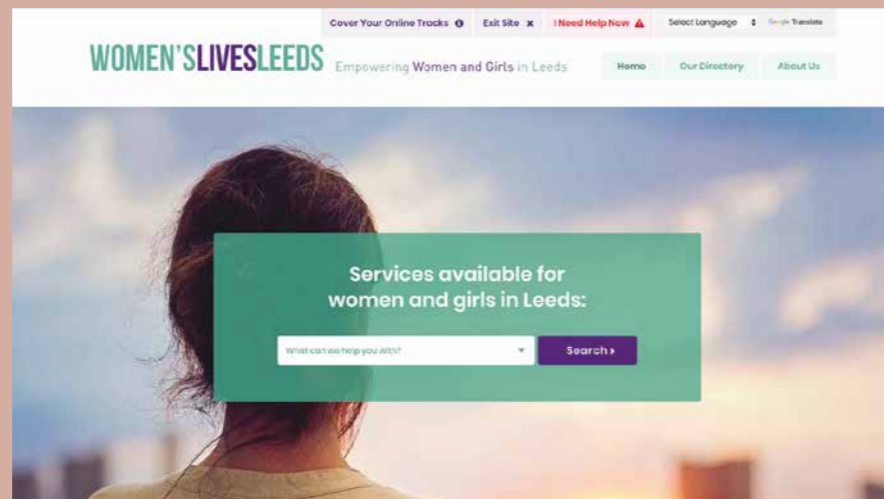 Cover Your Online Tracks Exit Site x I Need Help Now Select Language Google Translate
WOMEN'SLIVESLEEDS Empowering Women and Girls in Leeds Home Our Directory About Us
Services available for
women and girls in Leeds:
What can we help you with? Search